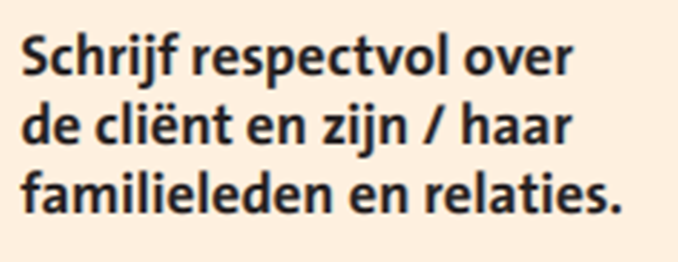 Schrijf respectvol over
de cliënt en zijn / haar
familieleden en relaties.